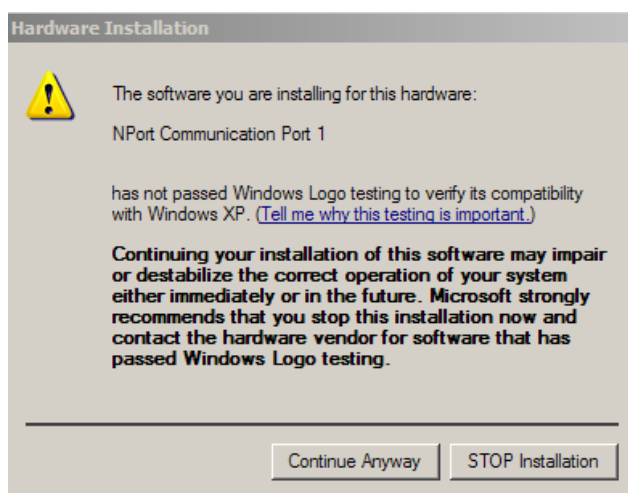 Hardware Installation
The software you are installing for this hardware:
NPort Communication Port 1
has not passed Windows Logo testing to verify its compatibility
with Windows XP. (Tell me why this testing is important.)
Continuing your installation of this software may impair
or destabilize the correct operation of your system
either immediately or in the future. Microsoft strongly
recommends that you stop this installation now and
contact the hardware vendor for software that has
passed Windows Logo testing.
Continue Anyway
STOP Installation